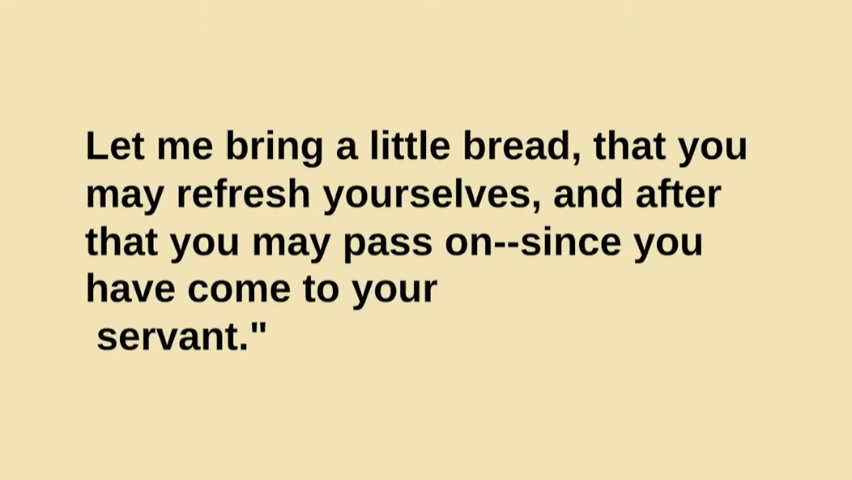 Let me bring a little bread, that you
may refresh yourselves, and after
that you may pass on--since you
have come to your
servant."